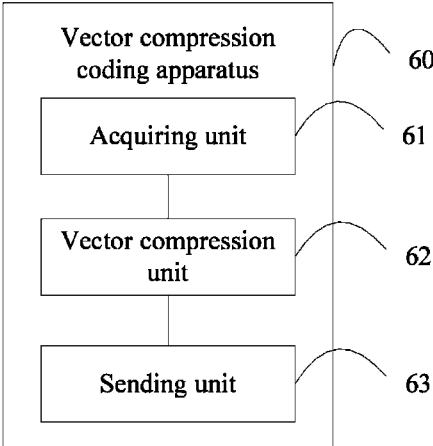 Vector compression
coding apparatus
60
Acquiring unit
61
Vector compression
unit
62
Sending unit
63